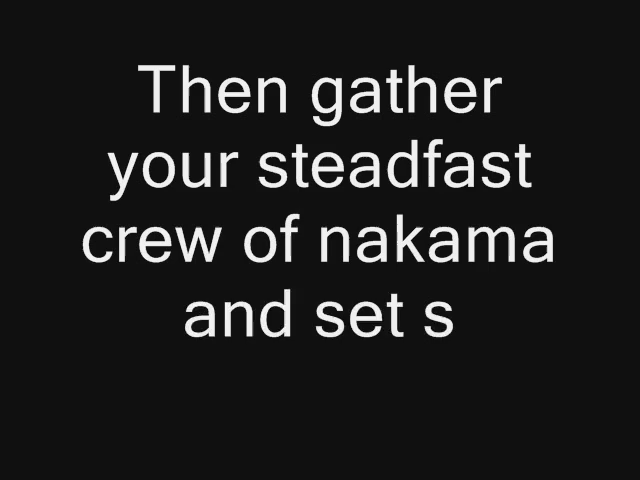 Then gather
your steadfast
crew of nakama
and set s